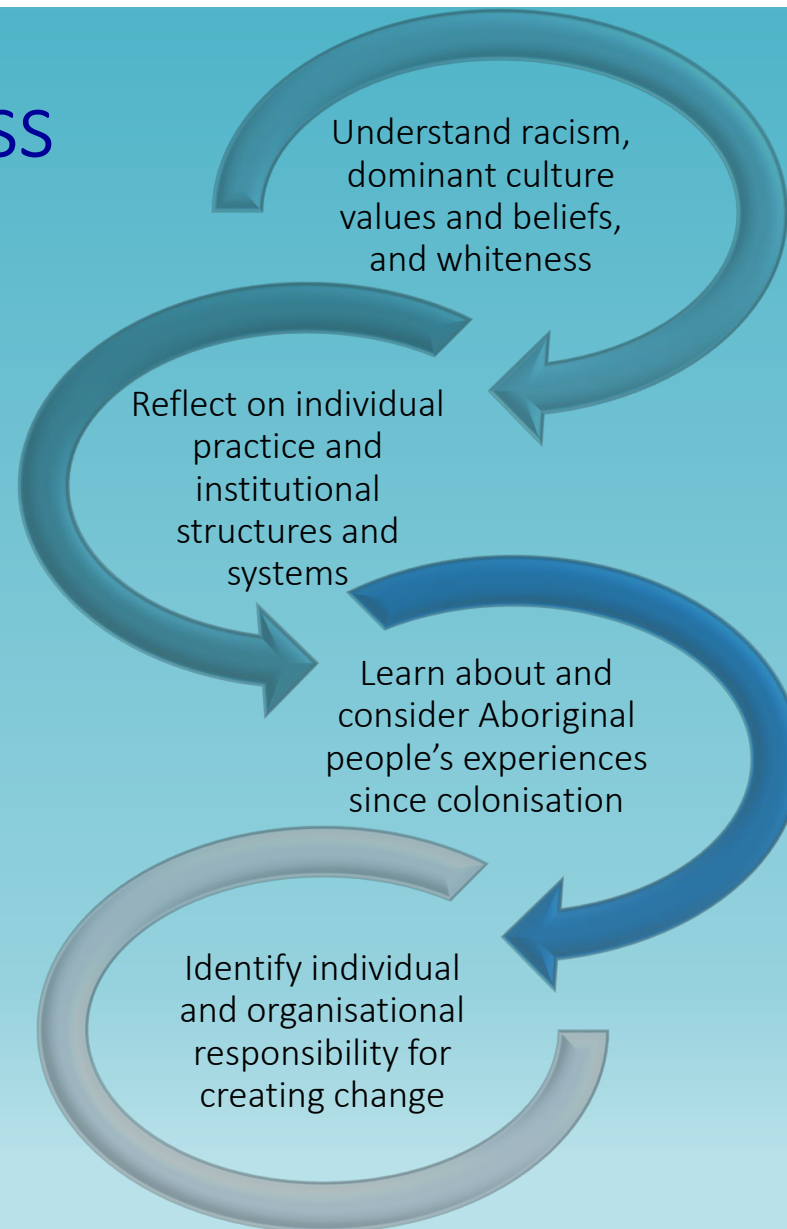 ss
Understand racism,
dominant culture
values and beliefs,
and whiteness
Reflect on individual
practice and
institutional
structures and
systems
Learn about and
consider Aboriginal
people’s experiences
since colonisation
Identify individual
and organisational
responsibility for
creating change